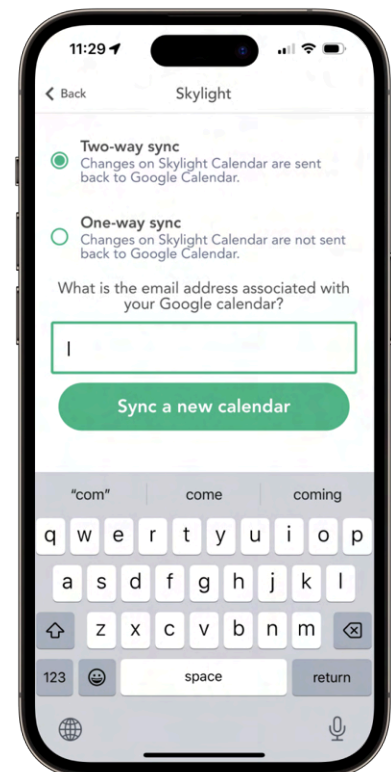 11:29
Back
Skylight
Two-way sync
Changes on Skylight Calendar are sent
back to Google Calendar.
One-way sync
Changes on Skylight Calendar are not sent
back to Google Calendar.
What is the email address associated with
your Google calendar?
Sync a new calendar
"com" come coming
q w e r t y u i o p
a s d f g h j k l
z x c v b n m
123 space return